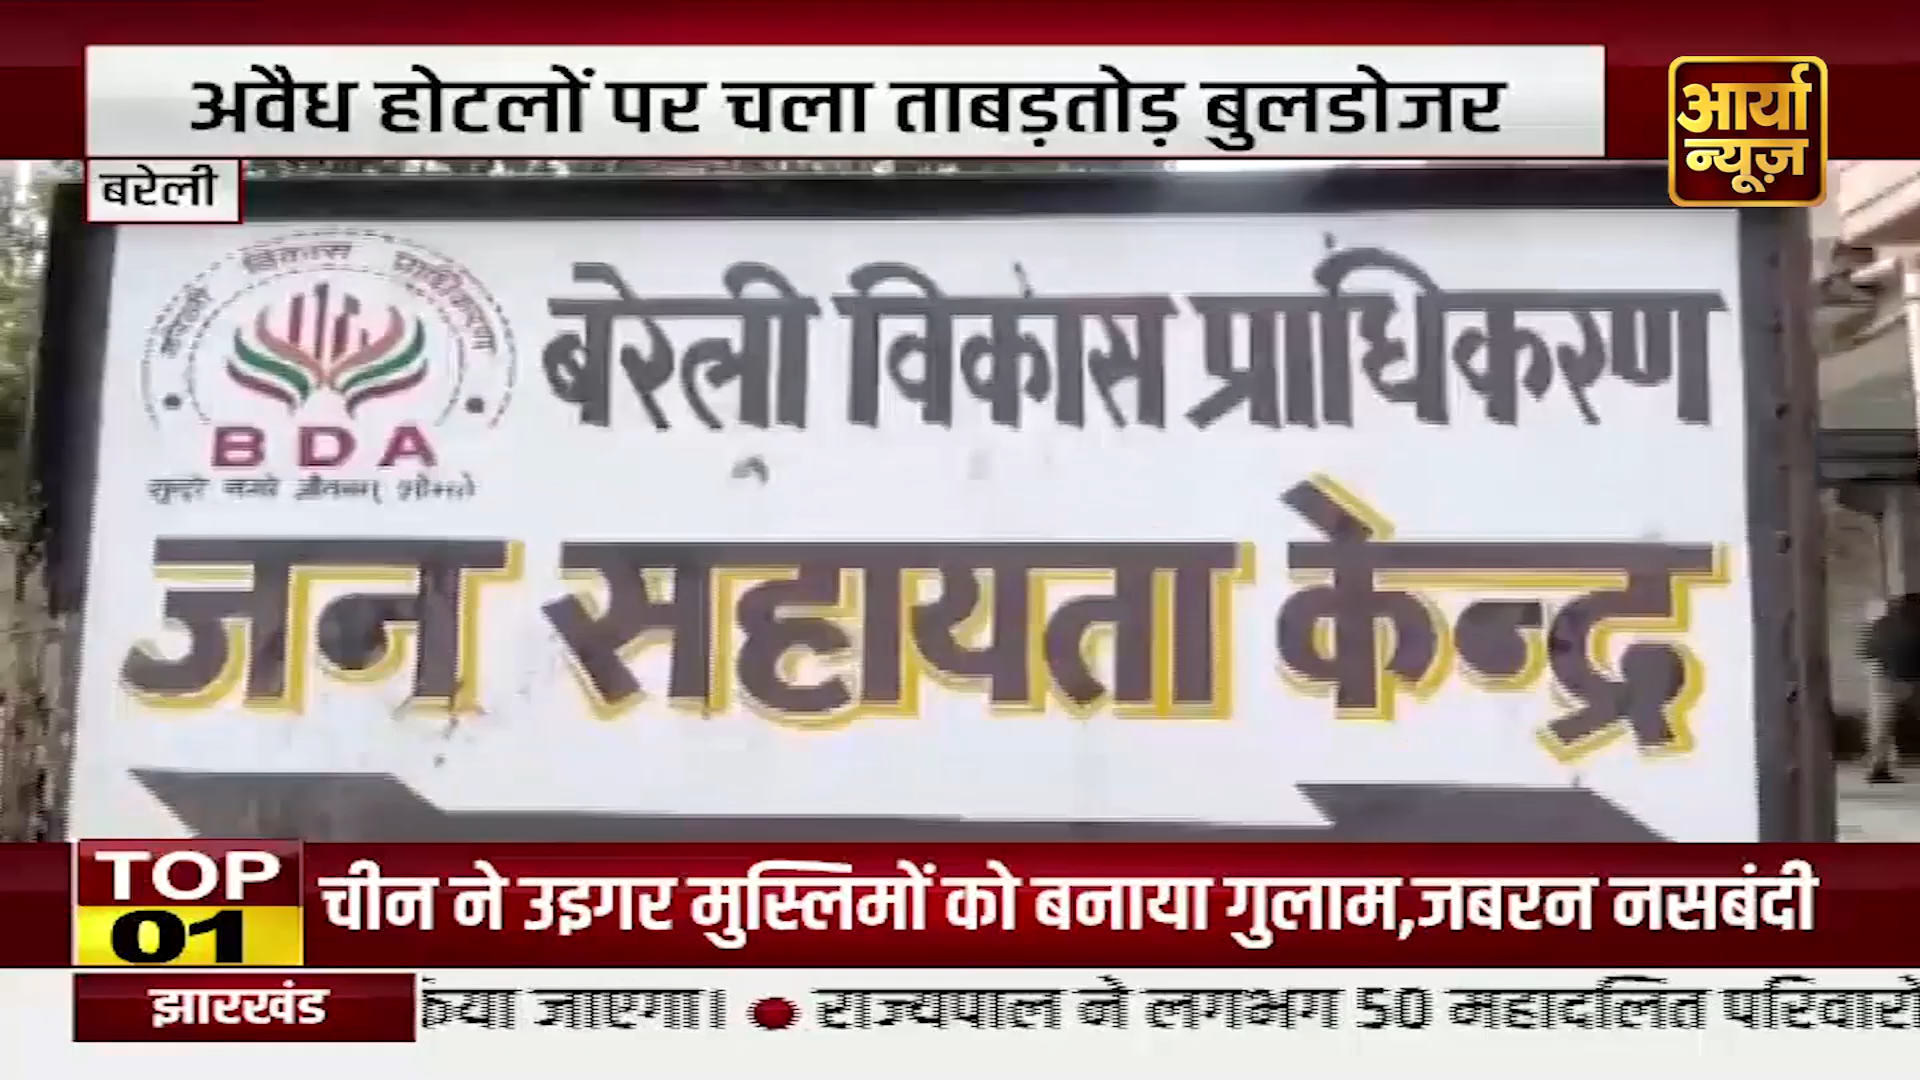 अवैध होटलों पर चला ताबड़तोड़ बुलडोजर
आर्या
न्यूज़
बरेली
बरेली विकास प्राधिकरण
BDA
जन सहायता केन्द्र
TOP
01
चीन ने उइगर मुस्लिमों को बनाया गुलाम,जबरन नसबंदी
झारखंड
जाएगा। ● राज्यपाल ने लगभग 50 महादलित